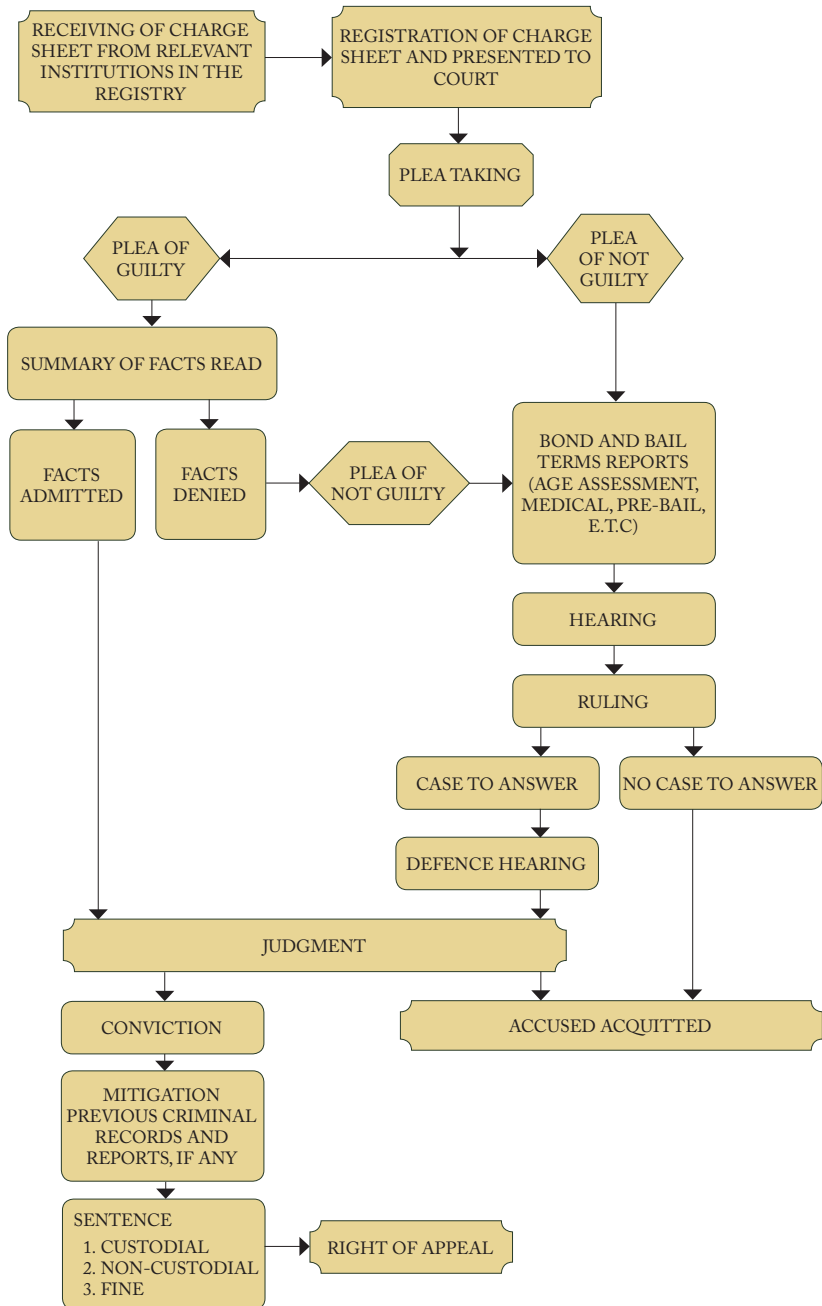 RECEIVING OF CHARGE
SHEET FROM RELEVANT
INSTITUTIONS IN THE
REGISTRY
REGISTRATION OF CHARGE
SHEET AND PRESENTED TO
COURT
PLEA TAKING
PLEA OF
GUILTY
PLEA
OF NOT
GUILTY
SUMMARY OF FACTS READ
FACTS
ADMITTED
FACTS
DENIED
PLEA OF
NOT GUILTY
BOND AND BAIL
TERMS REPORTS
(AGE ASSESSMENT,
MEDICAL, PRE-BAIL,
E.T.C)
HEARING
RULING
CASE TO ANSWER
NO CASE TO ANSWER
DEFENCE HEARING
JUDGMENT
CONVICTION
ACCUSED ACQUITTED
MITIGATION
PREVIOUS CRIMINAL
RECORDS AND
REPORTS, IF ANY
SENTENCE
1. CUSTODIAL
2. NON-CUSTODIAL
3. FINE
RIGHT OF APPEAL